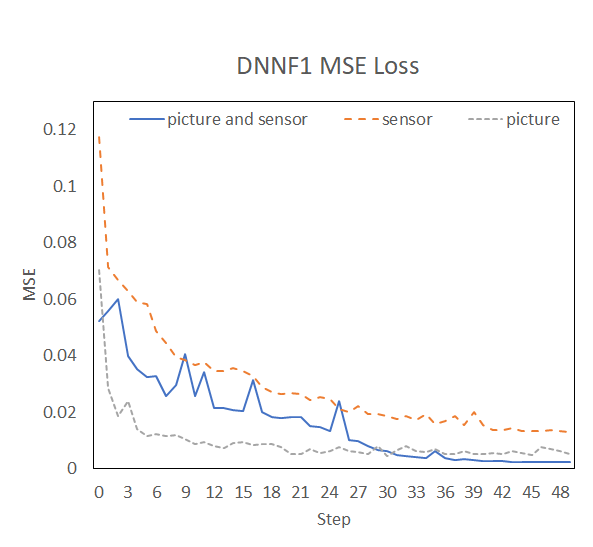 DNNF1 MSE Loss
picture and sensor sensor picture
0.12
0.1
0.08
0.06
0.04
0.02
0
MSE
0 3 6 9 12 15 18 21 24 27 30 33 36 39 42 45 48
Step